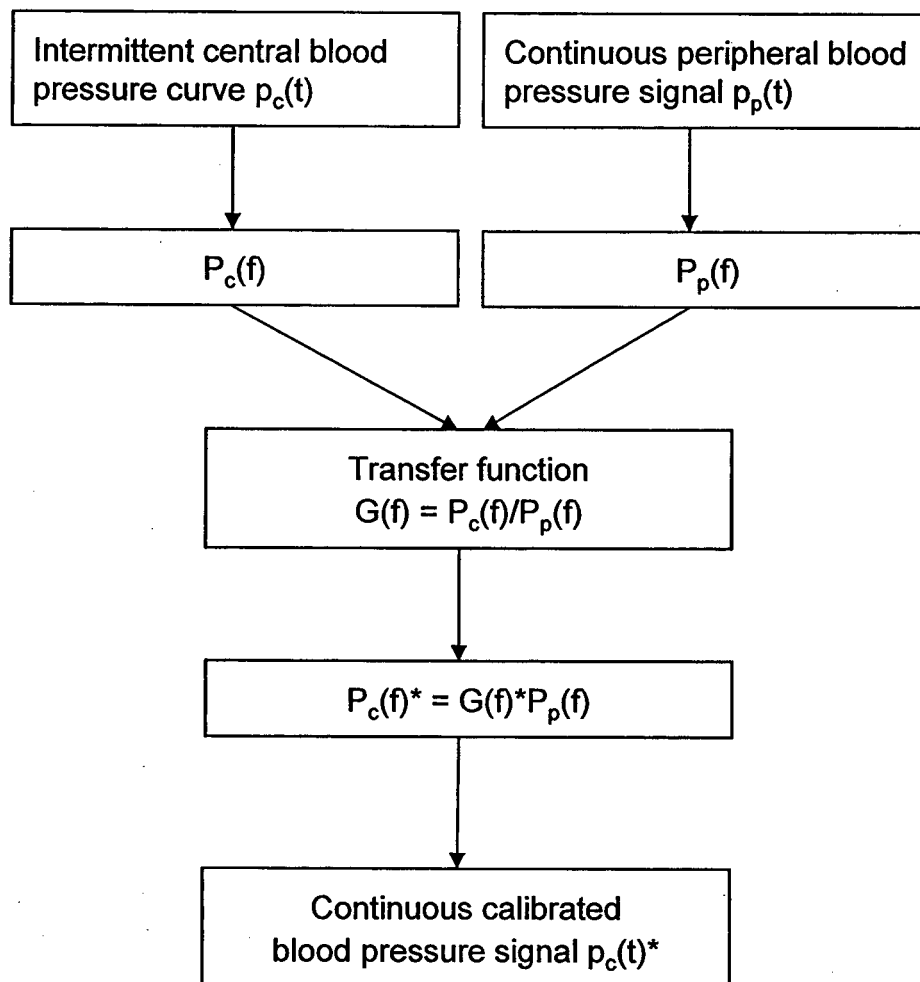 Intermittent central blood
pressure curve p_c(t)
Continuous peripheral blood
pressure signal p_p(t)
P_c(f)
P_p(f)
Transfer function
G(f) = P_c(f)/P_p(f)
P_c(f)* = G(f)*P_p(f)
Continuous calibrated
blood pressure signal p_c(t)*